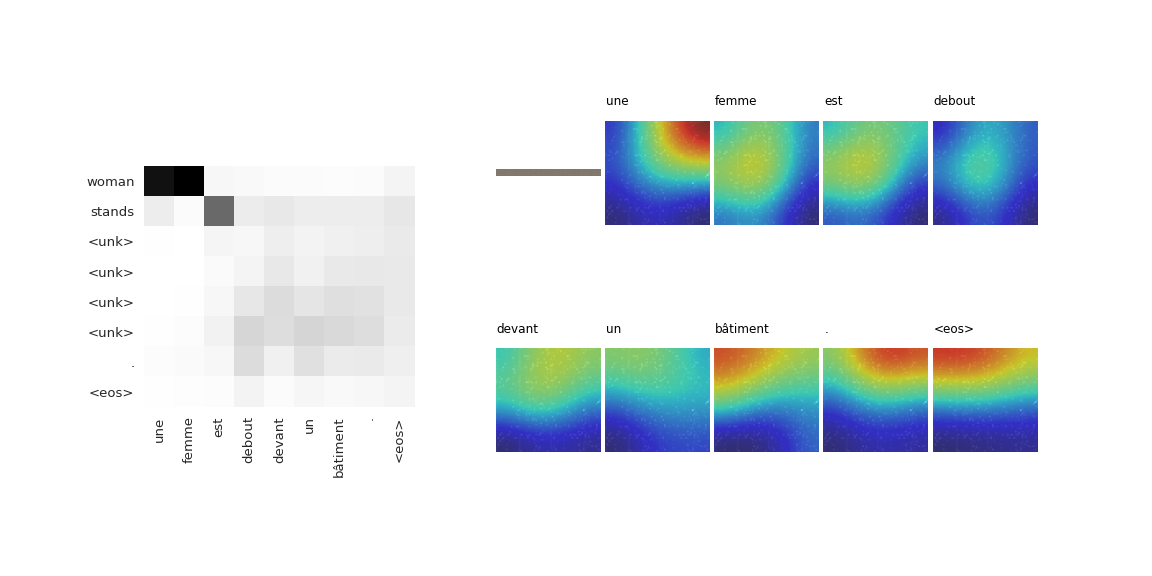 woman
stands
<unk>
<unk>
<unk>
<unk>
.
<eos>
une
femme
est
debout
devant
un
bâtiment
.
<eos>
une femme est debout
devant un bâtiment . <eos>